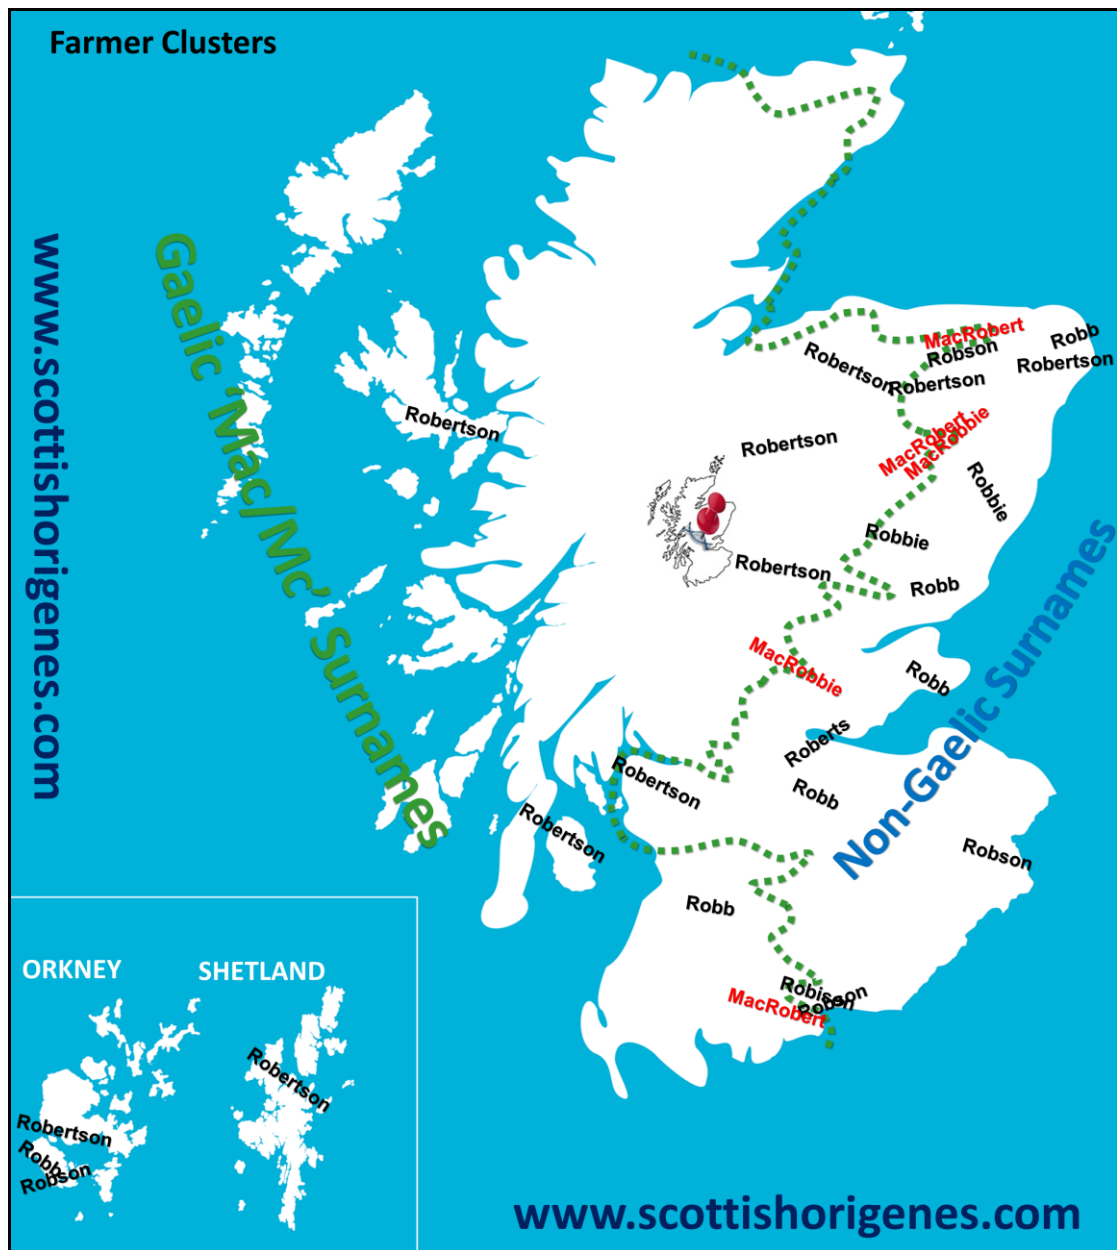 Farmer Clusters
www.scottishorigenes.com
Gaelic 'Mac/Mc' Surnames
Non-Gaelic Surnames
MacRobert
Robson
Robb
Robertson
Robertson
Robertson
Robertson
Robertson
MacRobert
MacRobbie
Robbie
Robbie
Robertson
Robb
MacRobbie
Robb
Roberts
Robertson
Robb
Robertson
Robson
Robb
Robisson
Robson
MacRobert
ORKNEY
SHETLAND
Robertson
Robertson
Robb
Robson
www.scottishorigenes.com